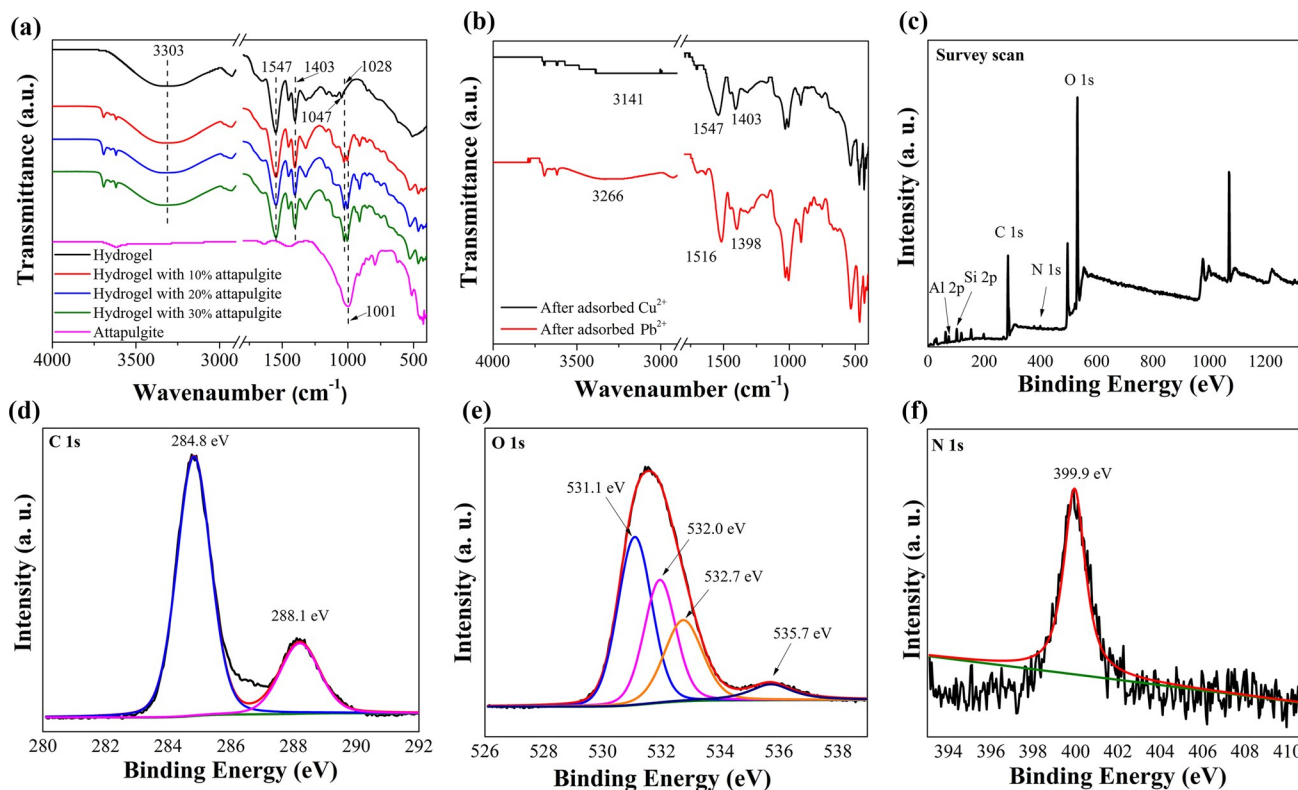 (a)
3303
1547
1403
1028
1047
1001
Hydrogel
Hydrogel with 10% attapulgite
Hydrogel with 20% attapulgite
Hydrogel with 30% attapulgite
Attapulgite
Transmittance (a.u.)
4000 3000 1500 1000 500
Wavenaumber (cm⁻¹)
(b)
3141
1547
1403
3266
1516
1398
After adsorbed Cu²⁺
After adsorbed Pb²⁺
Transmittance (a.u.)
4000 3000 1500 1000 500
Wavenaumber (cm⁻¹)
(c)
Survey scan
O 1s
C 1s
N 1s
Si 2p
Al 2p
Intensity (a. u.)
0 200 400 600 800 1000 1200
Binding Energy (eV)
(d)
C 1s
284.8 eV
288.1 eV
Intensity (a. u.)
280 282 284 286 288 290 292
Binding Energy (eV)
(e)
O 1s
531.1 eV
532.0 eV
532.7 eV
535.7 eV
Intensity (a. u.)
526 528 530 532 534 536 538
Binding Energy (eV)
(f)
N 1s
399.9 eV
Intensity (a. u.)
394 396 398 400 402 404 406 408 410
Binding Energy (eV)